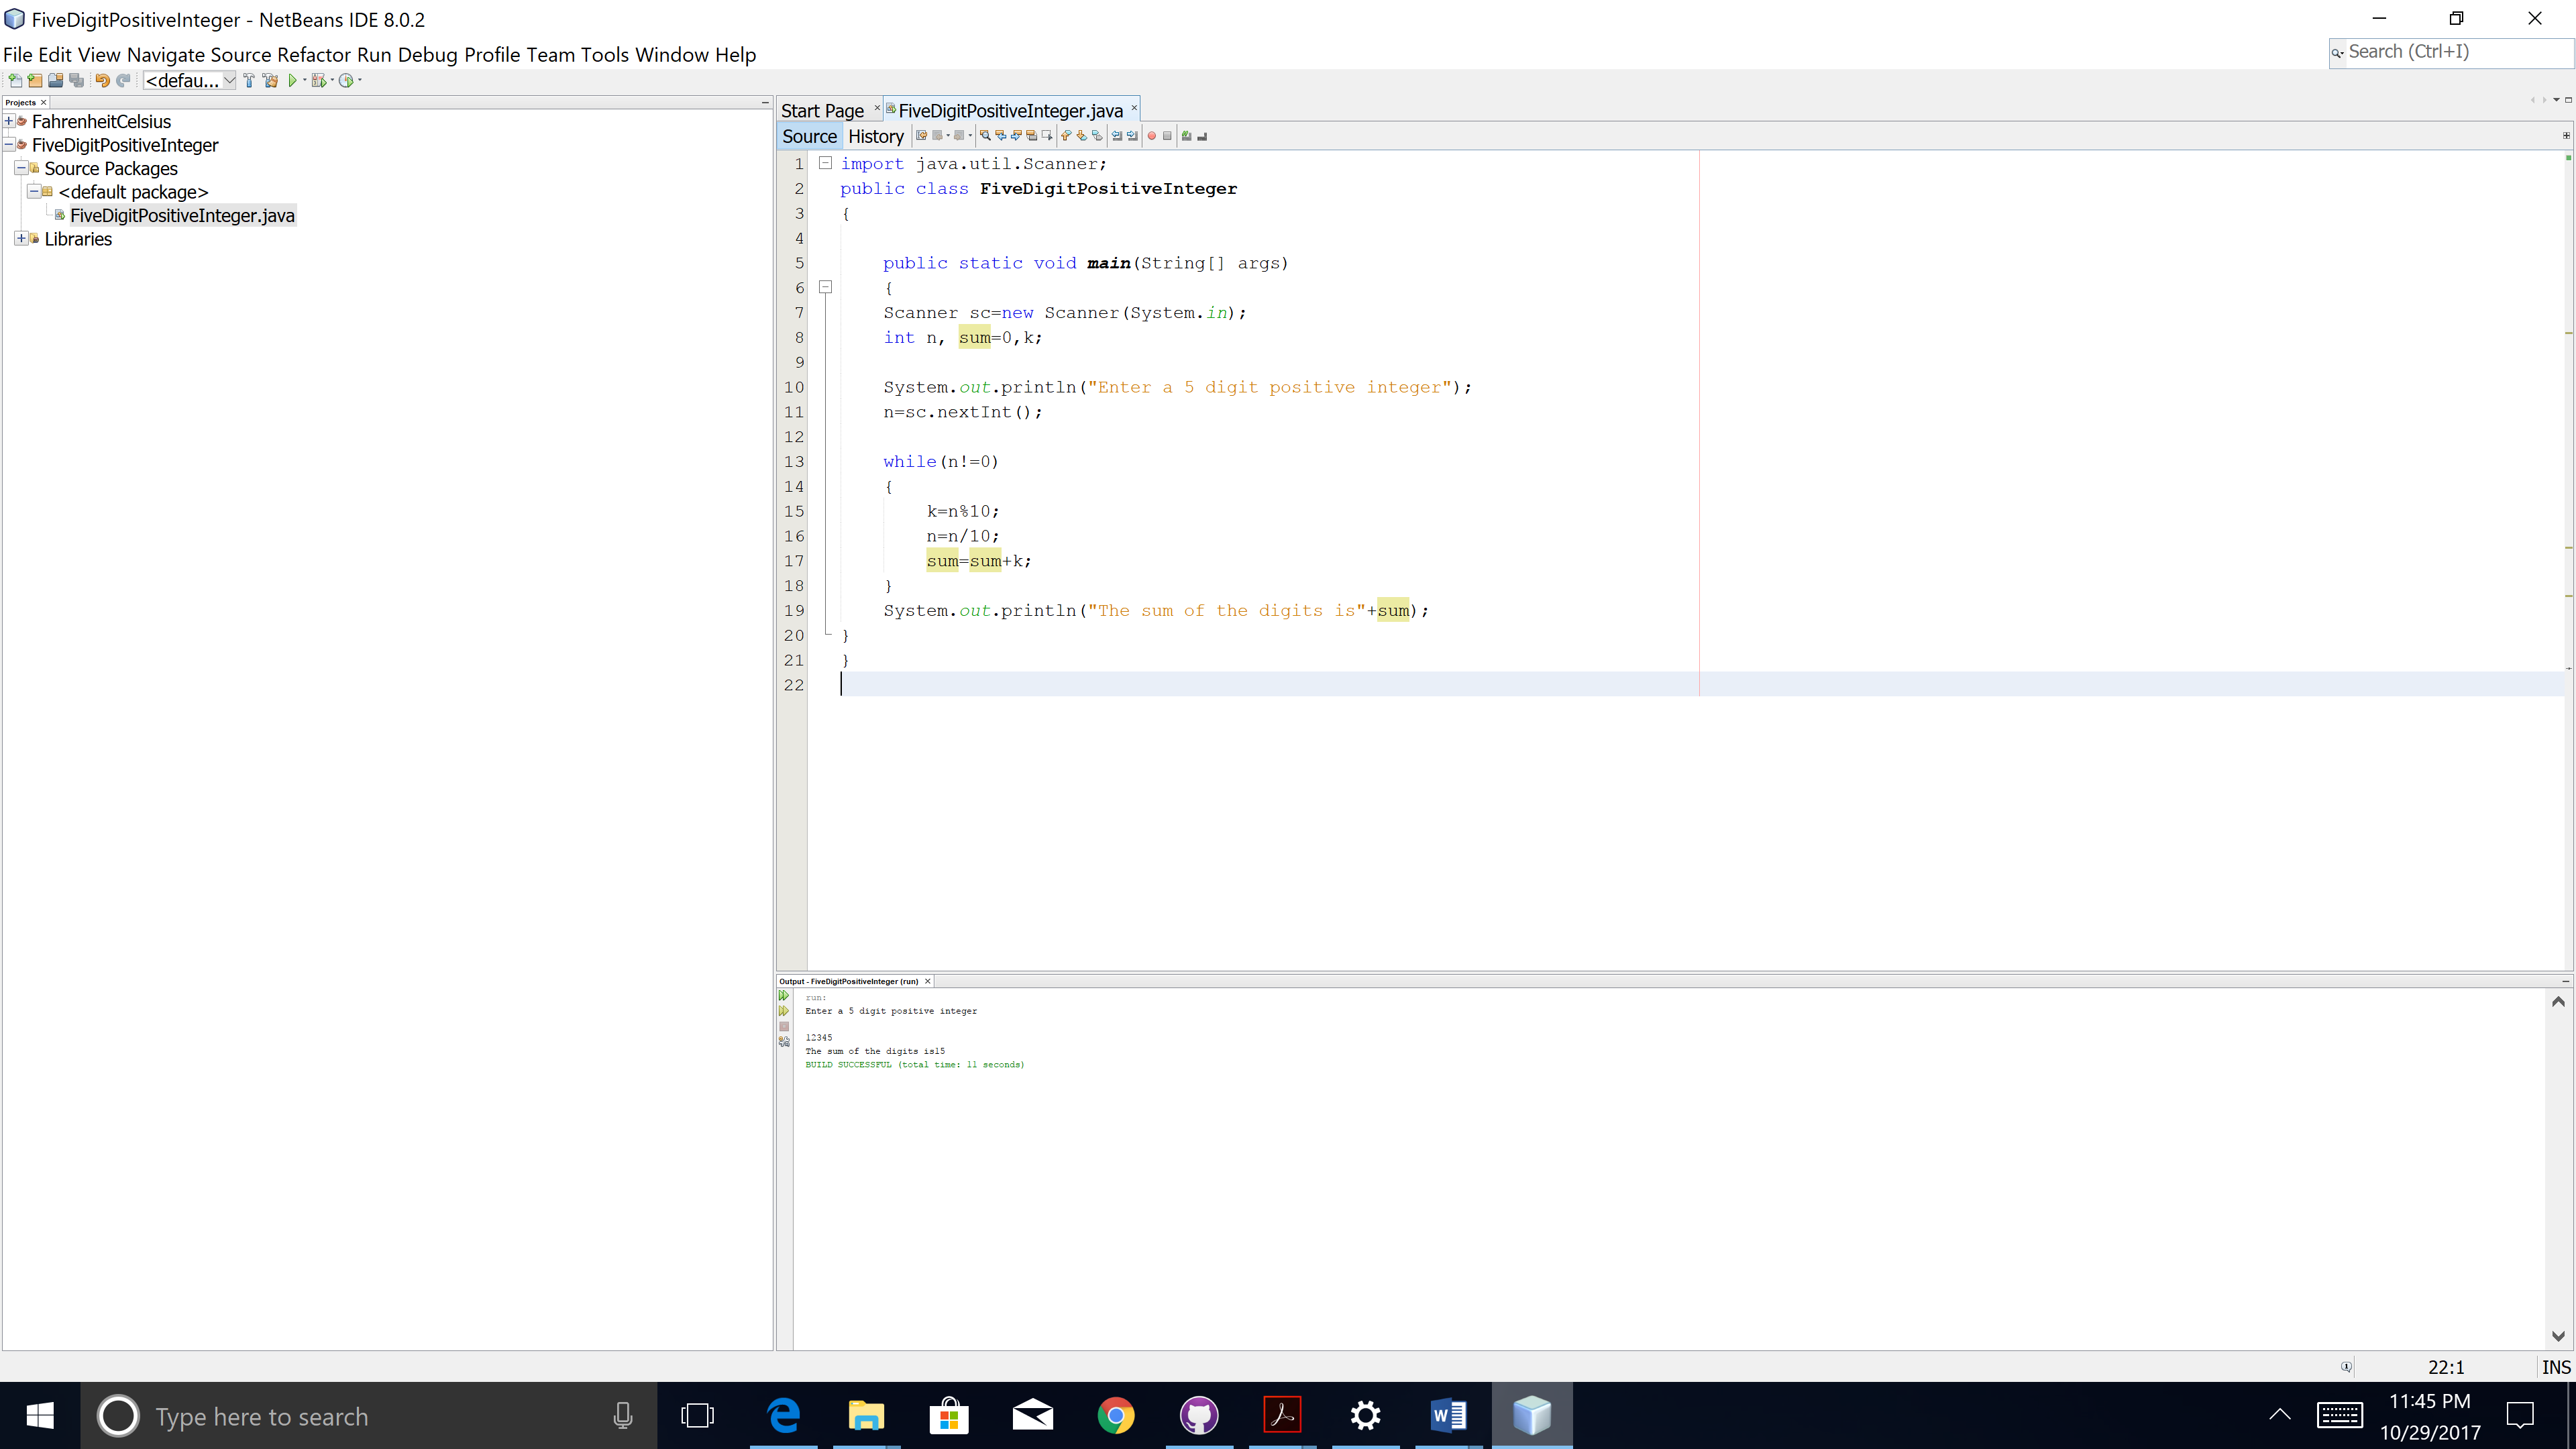 FiveDigitPositiveInteger - NetBeans IDE 8.0.2
File Edit View Navigate Source Refactor Run Debug Profile Team Tools Window Help
Search (Ctrl+I)
<defau...
Projects
FahrenheitCelsius
FiveDigitPositiveInteger
Source Packages
<default package>
FiveDigitPositiveInteger.java
Libraries
Start Page
FiveDigitPositiveInteger.java
Source History
1 import java.util.Scanner;
2 public class FiveDigitPositiveInteger
3 {
4
5 public static void main(String[] args)
6 {
7 Scanner sc=new Scanner(System.in);
8 int n, sum=0,k;
9
10 System.out.println("Enter a 5 digit positive integer");
11 n=sc.nextInt();
12
13 while(n!=0)
14 {
15 k=n%10;
16 n=n/10;
17 sum=sum+k;
18 }
19 System.out.println("The sum of the digits is"+sum);
20 }
21 }
22
Output - FiveDigitPositiveInteger (run)
run:
Enter a 5 digit positive integer
12345
The sum of the digits is15
BUILD SUCCESSFUL (total time: 11 seconds)
22:1
INS
Type here to search
11:45 PM
10/29/2017